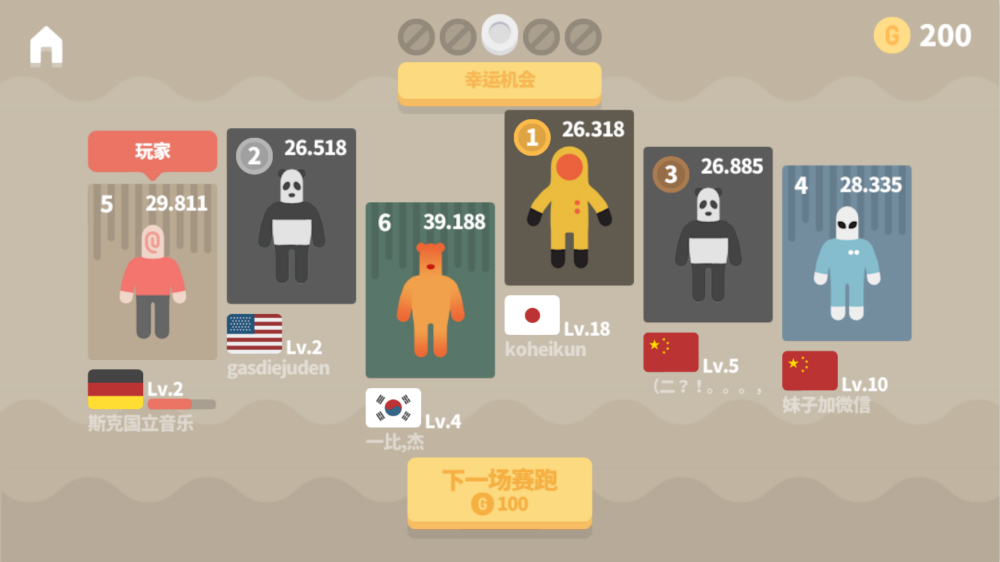 G 200
幸运机会
玩家
5 29.811
2 26.518
6 39.188
1 26.318
3 26.885
4 28.335
Lv.2
斯克国立音乐
Lv.2
gasdiejuden
Lv.4
一比,杰
Lv.18
koheikun
Lv.5
（二？！。。。，
Lv.10
妹子加微信
下一场赛跑
G 100